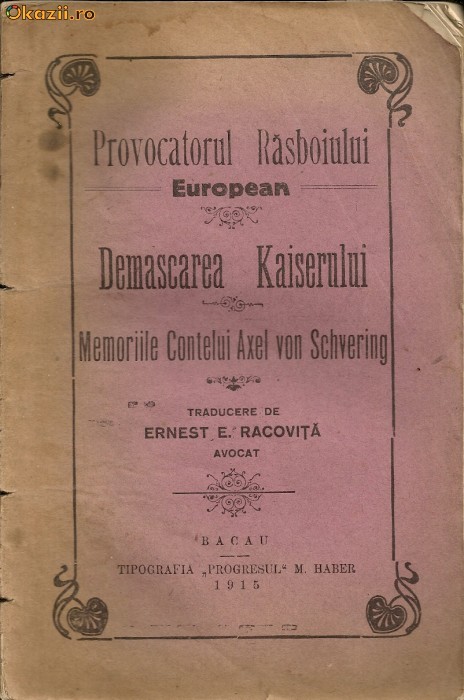 Okazii.ro
Provocatorul Răsboiului
European
Demascarea Kaiserului
Memoriile Contelui Axel von Schvering
TRADUCERE DE
ERNEST E. RACOVIȚĂ
AVOCAT
BACAU
TIPOGRAFIA „PROGRESUL" M. HABER
1915